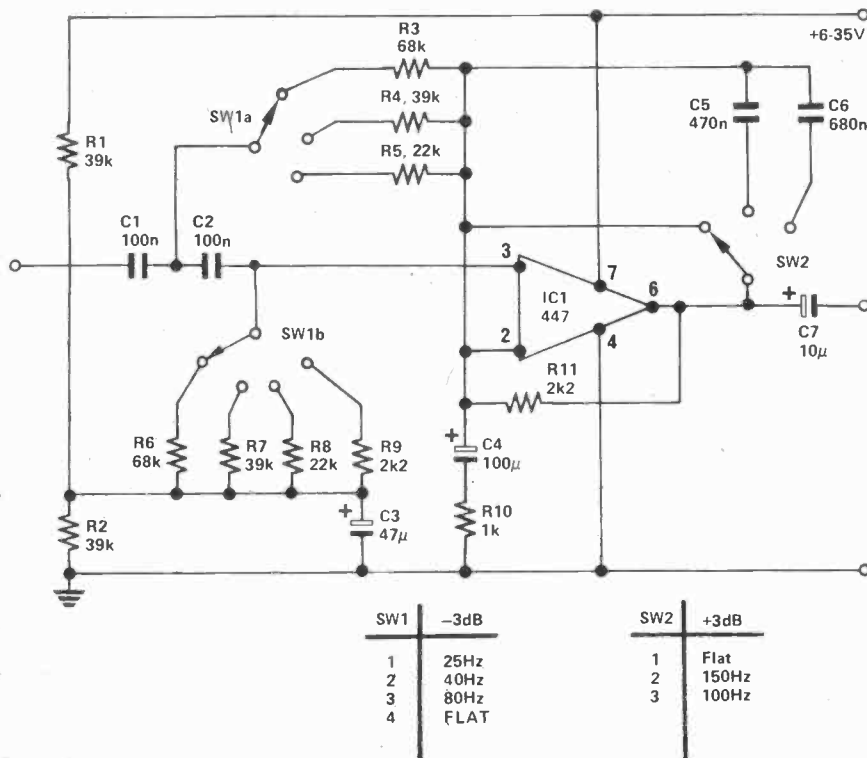 +6-35V
R3
68k
SW1a
R4, 39k
C5
470n
C6
680n
R5, 22k
R1
39k
C1
100n
C2
100n
3
7
6
SW2
IC1
447
+
C7
10μ
SW1b
2
4
R11
2k2
R6
68k
R7
39k
R8
22k
R9
2k2
+
C4
100μ
R2
39k
+
C3
47μ
R10
1k
SW1 -3dB
1 25Hz
2 40Hz
3 80Hz
4 FLAT
SW2 +3dB
1 Flat
2 150Hz
3 100Hz